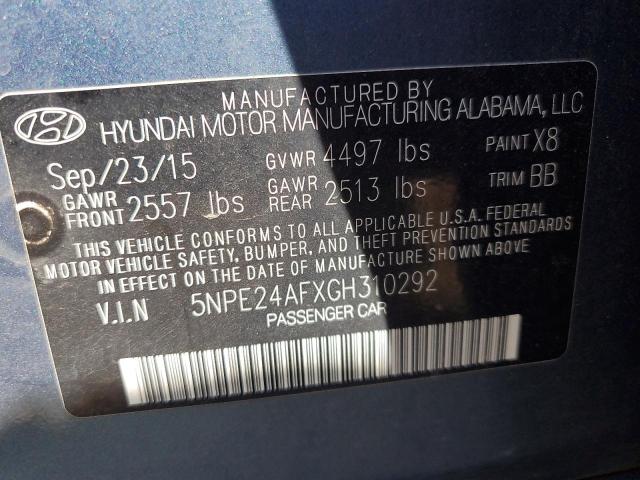 MANUFACTURED BY
HYUNDAI MOTOR MANUFACTURING ALABAMA, LLC
Sep/23/15 GVWR 4497 lbs PAINT X8
GAWR FRONT 2557 lbs GAWR REAR 2513 lbs TRIM BB
THIS VEHICLE CONFORMS TO ALL APPLICABLE U.S.A. FEDERAL
MOTOR VEHICLE SAFETY, BUMPER, AND THEFT PREVENTION STANDARDS
IN EFFECT ON THE DATE OF MANUFACTURE SHOWN ABOVE
V.I.N 5NPE24AFXGH310292
PASSENGER CAR